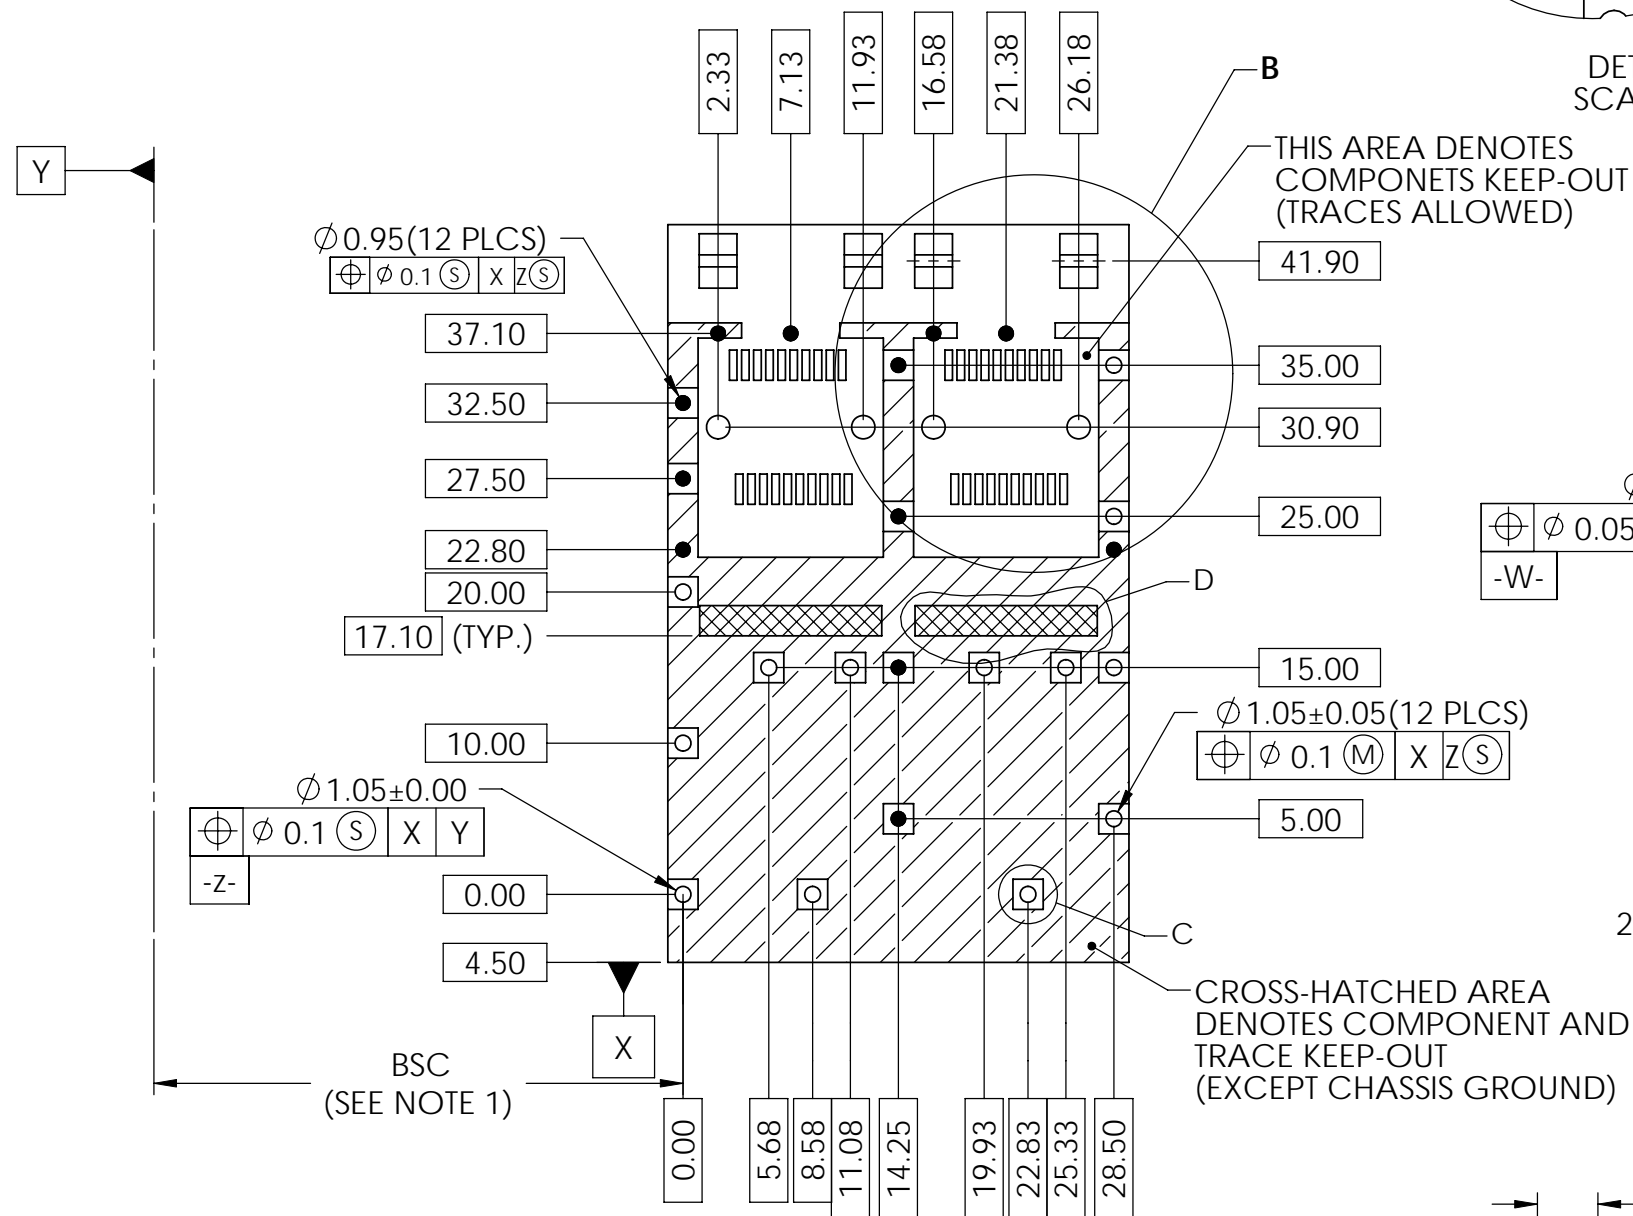 2.33
7.13
11.93
16.58
21.38
26.18
B
Y
THIS AREA DENOTES
COMPONETS KEEP-OUT
(TRACES ALLOWED)
∅0.95(12 PLCS)
⌖ ∅ 0.1 Ⓢ X ZⓈ
41.90
37.10
35.00
32.50
30.90
27.50
25.00
⌖ ∅ 0.05
-W-
22.80
20.00
D
17.10 (TYP.)
15.00
∅1.05±0.05(12 PLCS)
⌖ ∅ 0.1 Ⓜ X ZⓈ
10.00
∅1.05±0.00
⌖ ∅ 0.1 Ⓢ X Y
-Z-
5.00
0.00
C
2
4.50
X
CROSS-HATCHED AREA
DENOTES COMPONENT AND
TRACE KEEP-OUT
(EXCEPT CHASSIS GROUND)
BSC
(SEE NOTE 1)
0.00
5.68
8.58
11.08
14.25
19.93
22.83
25.33
28.50